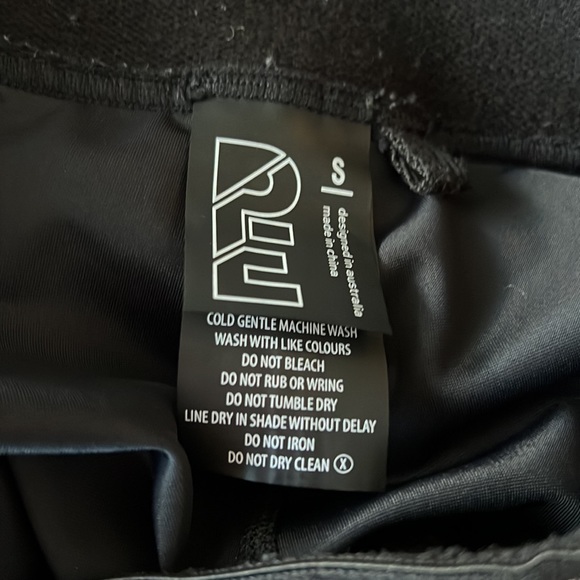 PE
S
designed in australia
made in china
COLD GENTLE MACHINE WASH
WASH WITH LIKE COLOURS
DO NOT BLEACH
DO NOT RUB OR WRING
DO NOT TUMBLE DRY
LINE DRY IN SHADE WITHOUT DELAY
DO NOT IRON
DO NOT DRY CLEAN Ⓧ